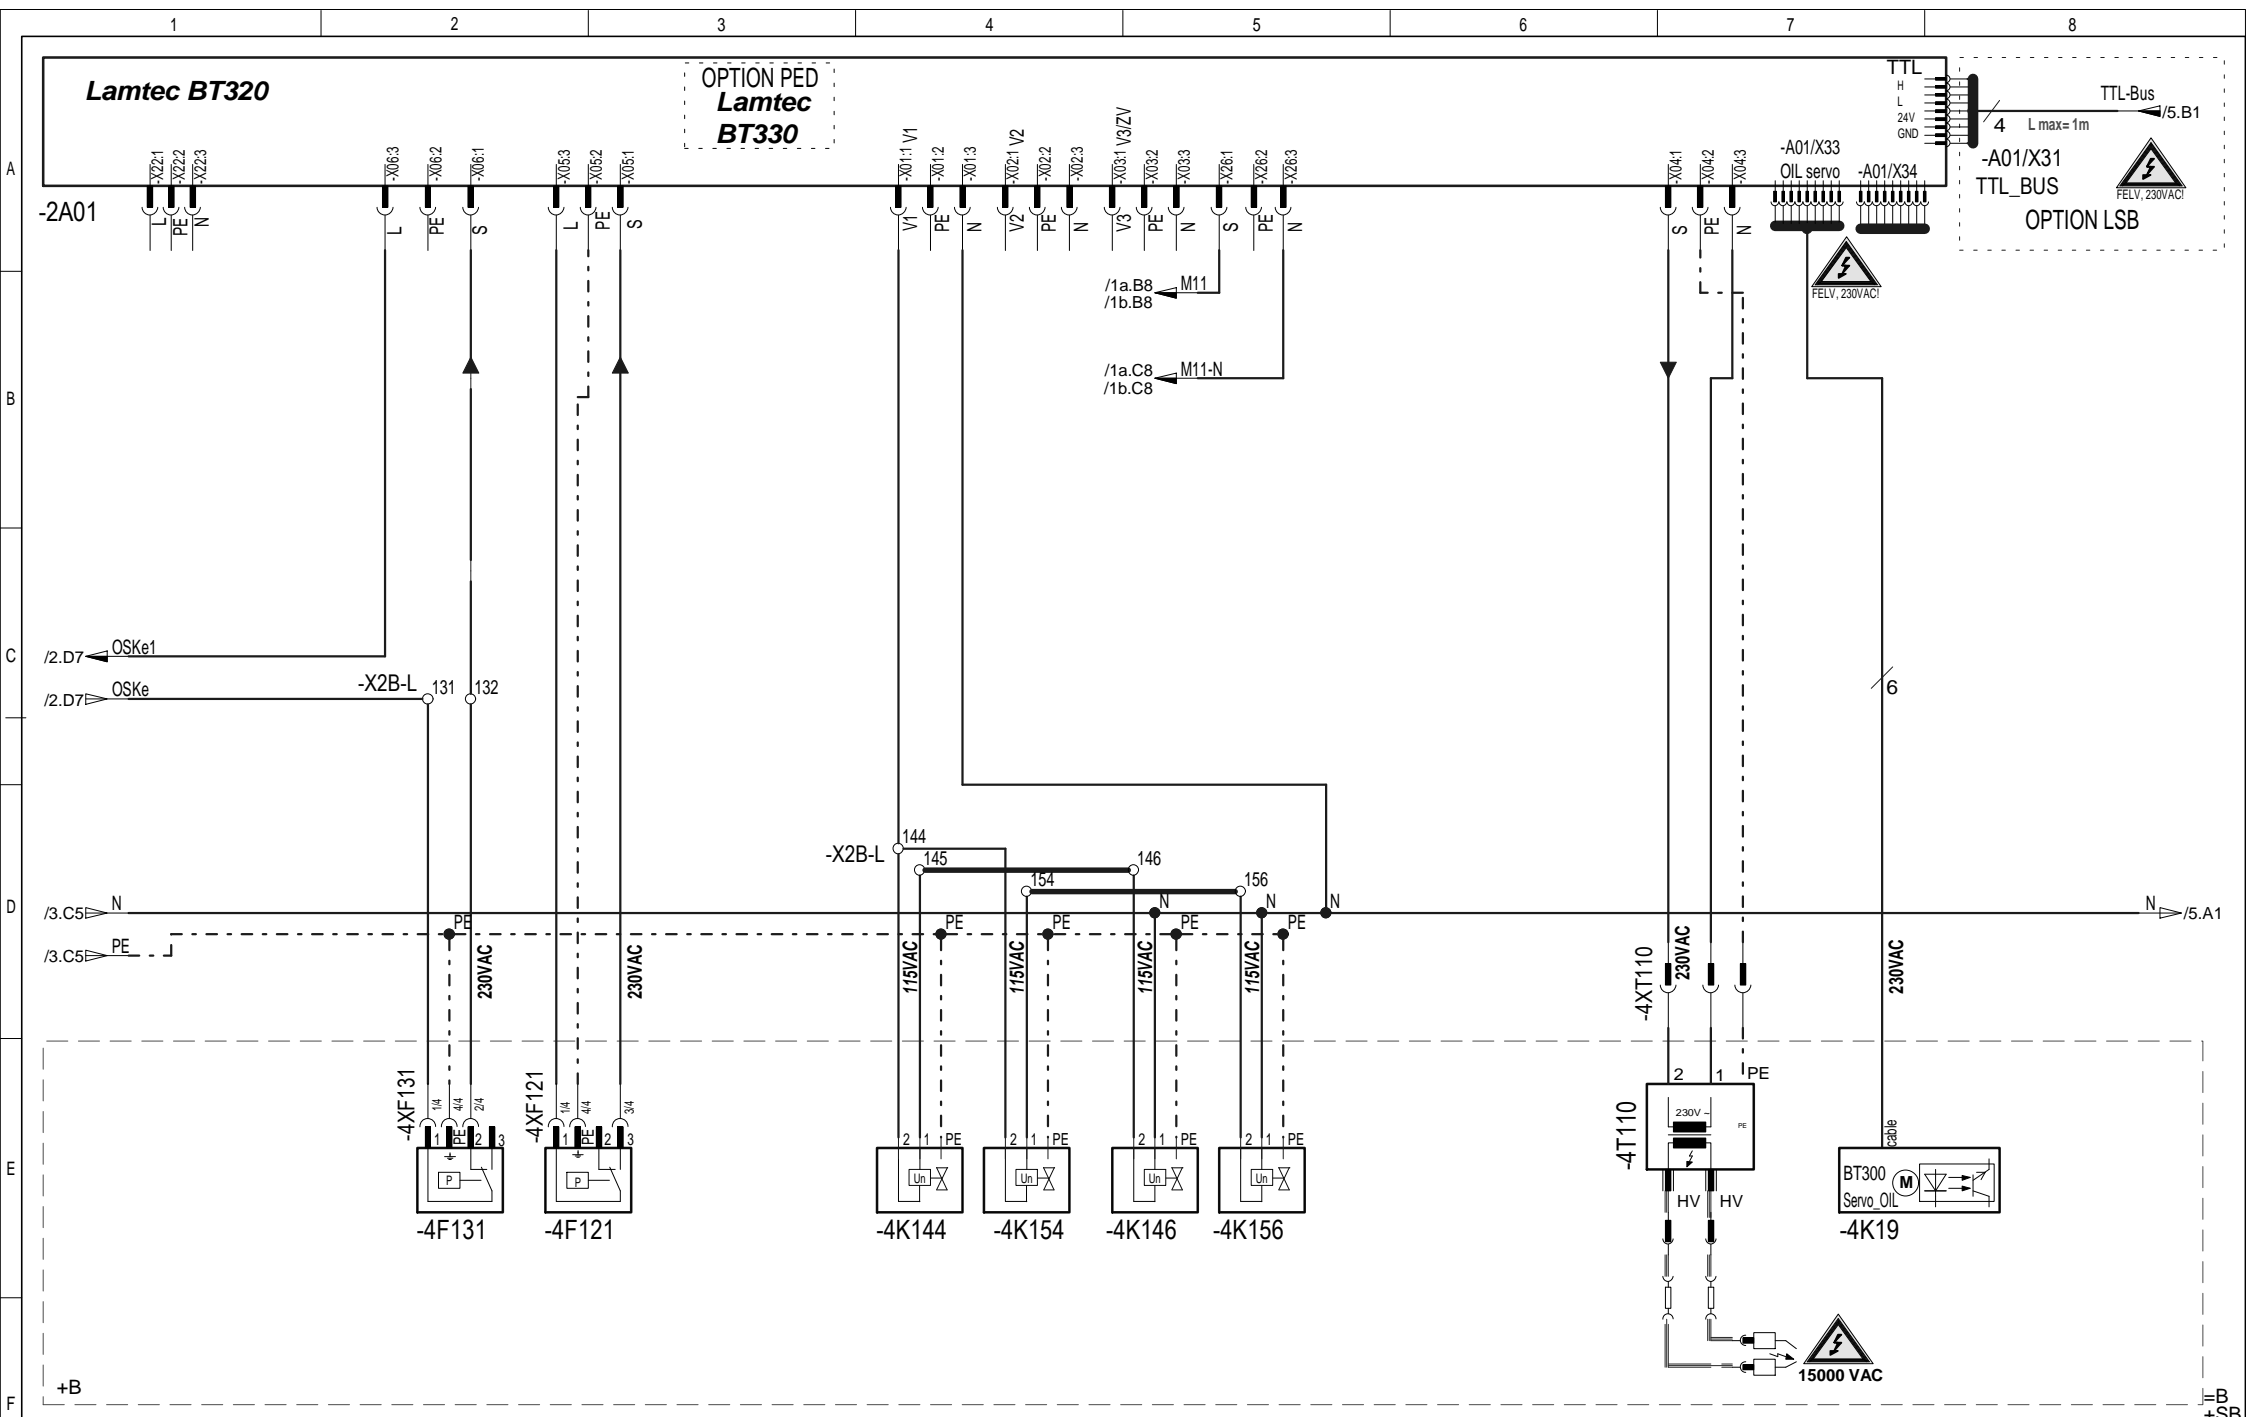 1 2 3 4 5 6 7 8
Lamtec BT320
OPTION PED
Lamtec
BT330
TTL
H
L
24V
GND
4
TTL-Bus
/5.B1
L max= 1m
-A01/X31
TTL_BUS
FELV, 230VAC!
OPTION LSB
-A01/X33
OIL servo
-A01/X34
FELV, 230VAC!
A
-X22:1 -X22:2 -X22:3
-X06:3 -X06:2 -X06:1
-X05:3 -X05:2 -X05:1
-X01:1 V1 -X01:2 -X01:3
-X02:1 V2 -X02:2 -X02:3
-X03:1 V3/ZV -X03:2 -X03:3
-X26:1 -X26:2 -X26:3
-X04:1 -X04:2 -X04:3
-2A01
L PE N
L PE S
L PE S
V1 PE N
V2 PE N
V3 PE N
S PE N
S PE N
/1a.B8 M11
/1b.B8
/1a.C8 M11-N
/1b.C8
B
C
/2.D7 OSKe1
/2.D7 OSKe
-X2B-L 131 132
6
-X2B-L 144
145 146
154 156
D
/3.C5 N
N N N
N /5.A1
/3.C5 PE
PE PE PE PE PE
230VAC 230VAC 115VAC 115VAC 115VAC 115VAC 230VAC 230VAC
-4XT110
-4XF131 1/4 4/4 2/4
-4XF121 1/4 4/4 3/4
1 PE 2 3
1 PE 2 3
P
P
-4F131
-4F121
2 1 PE
2 1 PE
2 1 PE
2 1 PE
Un Un Un Un
-4K144
-4K154
-4K146
-4K156
2 1 PE
-4T110
230V ~
PE
HV HV
cable
BT300
M
Servo_OIL
-4K19
E
15000 VAC
+B
F
=B
+SB